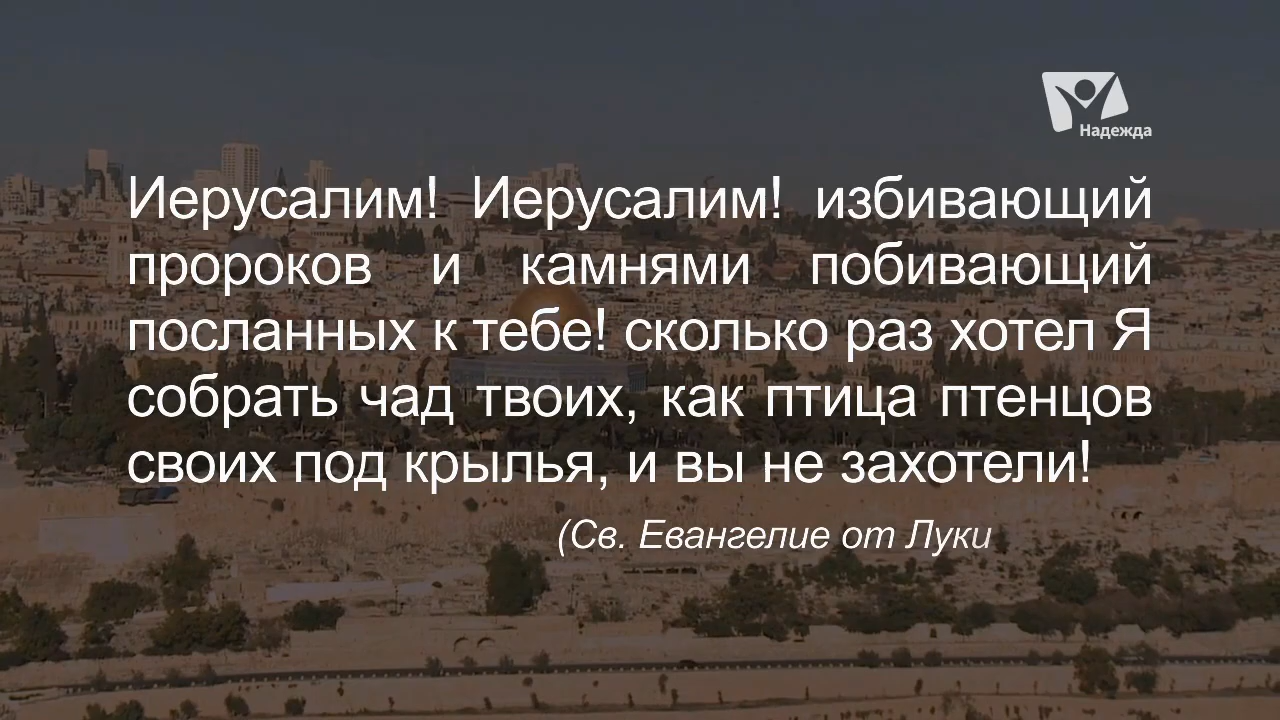 Надежда
Иерусалим! Иерусалим! избивающий
пророков и камнями побивающий
посланных к тебе! сколько раз хотел Я
собрать чад твоих, как птица птенцов
своих под крылья, и вы не захотели!
(Св. Евангелие от Луки